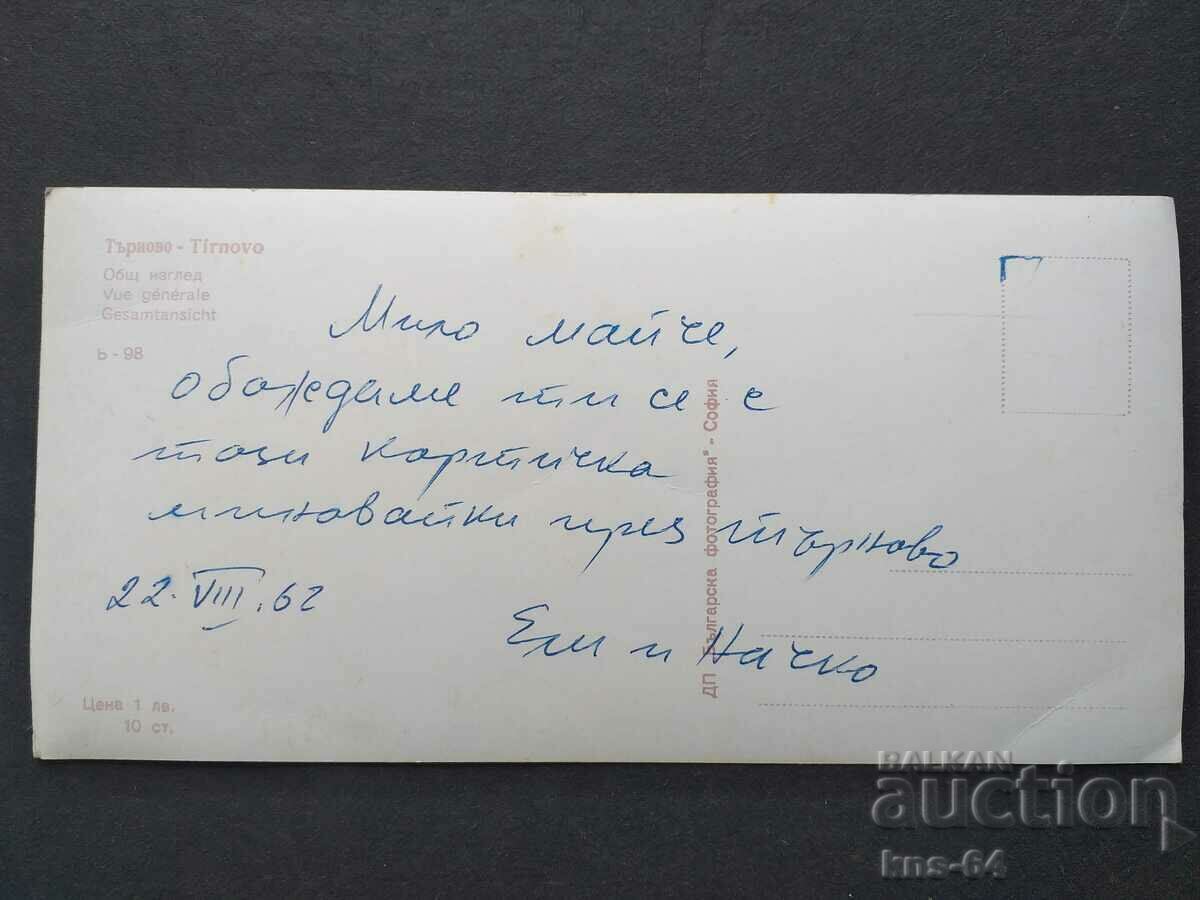 Търново - Tirnovo
Общ изглед
Vue générale
Gesamtansicht
Ь - 98
Мило майче,
обаждаме ти се с
тази картичка
минавайки през Търново
22. VIII. 62
Ем и Начко
Цена 1 лв.
10 ст.
ДП „Българска фотография" - София
BALKAN
auction
kns-64